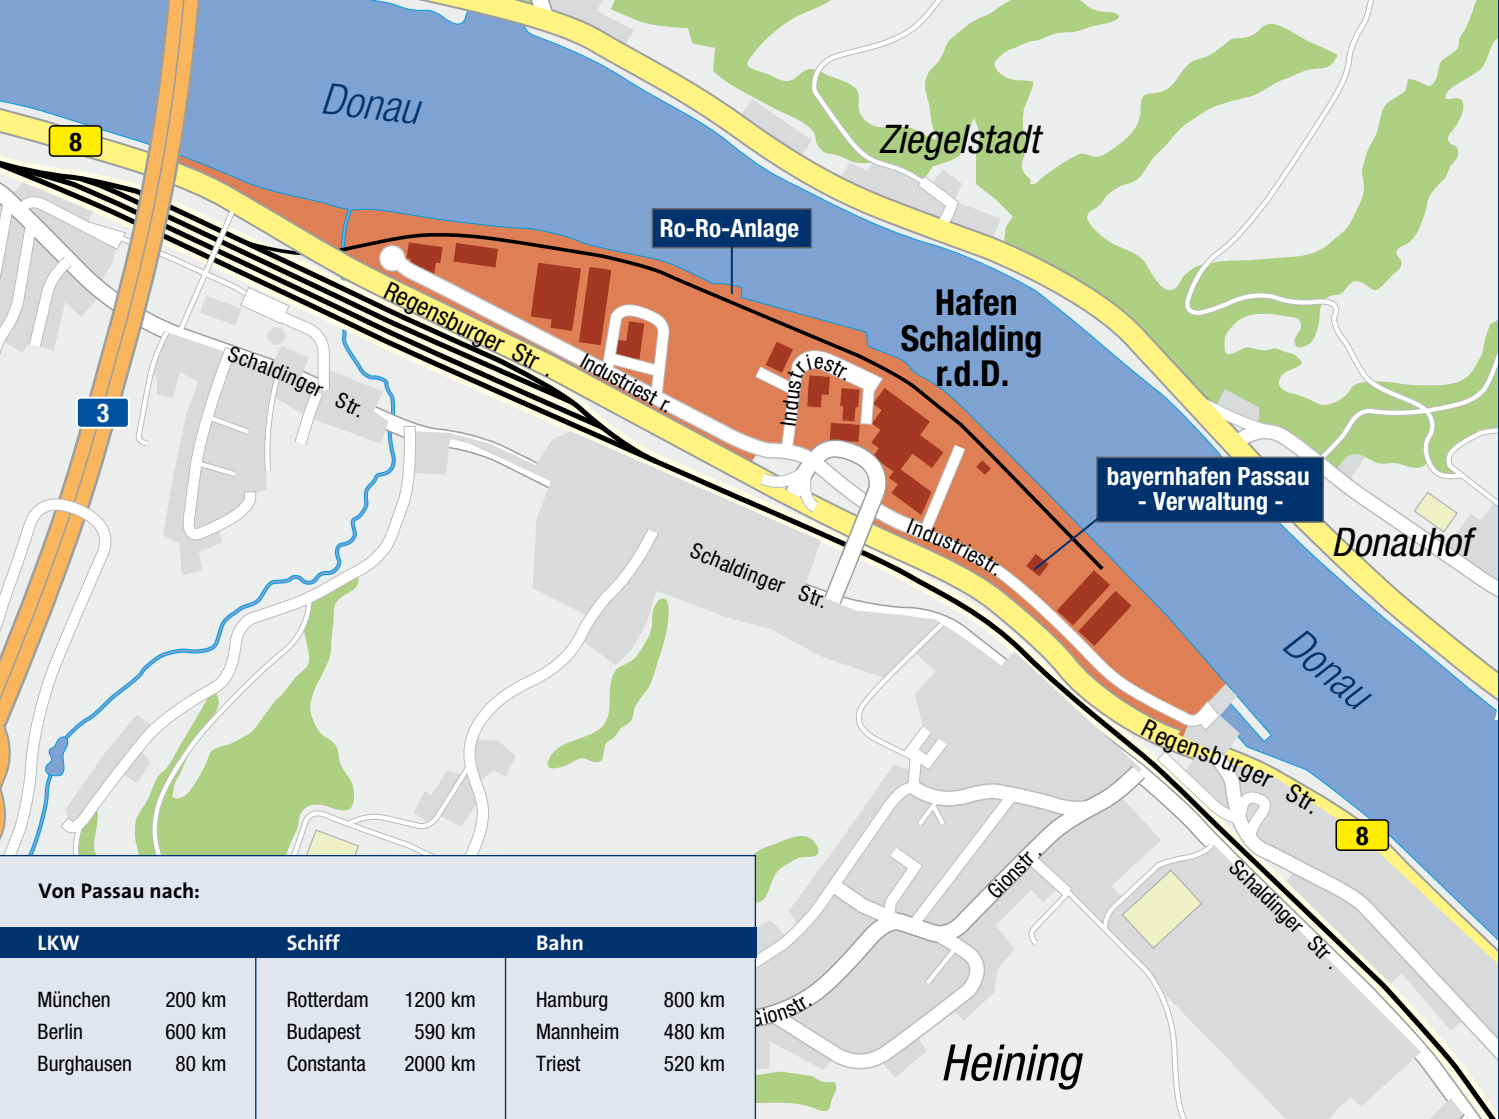 Donau
8
Ziegelstadt
Ro-Ro-Anlage
Hafen
Schalding
r.d.D.
Regensburger Str.
Industriestr.
Industriestr.
Schaldinger Str.
3
bayernhafen Passau
- Verwaltung -
Donauhof
Industriestr.
Schaldinger Str.
Donau
Regensburger Str.
8
Gionstr.
Schaldinger Str.
Gionstr.
Heining
Von Passau nach:
LKW Schiff Bahn
München 200 km Rotterdam 1200 km Hamburg 800 km
Berlin 600 km Budapest 590 km Mannheim 480 km
Burghausen 80 km Constanta 2000 km Triest 520 km